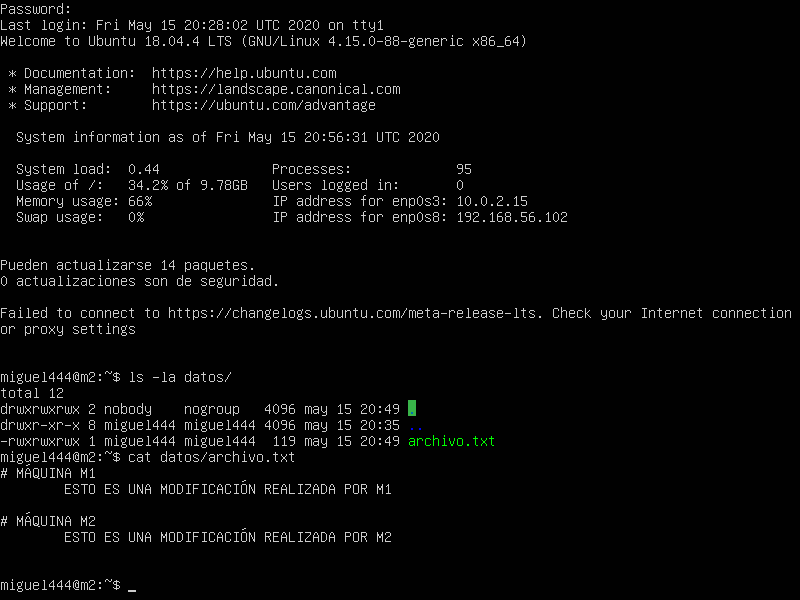 Password:
Last login: Fri May 15 20:28:02 UTC 2020 on tty1
Welcome to Ubuntu 18.04.4 LTS (GNU/Linux 4.15.0-88-generic x86_64)
* Documentation:  https://help.ubuntu.com
* Management:     https://landscape.canonical.com
* Support:        https://ubuntu.com/advantage
System information as of Fri May 15 20:56:31 UTC 2020
System load:  0.44              Processes:             95
Usage of /:   34.2% of 9.78GB   Users logged in:       0
Memory usage: 66%               IP address for enp0s3: 10.0.2.15
Swap usage:   0%                IP address for enp0s8: 192.168.56.102
Pueden actualizarse 14 paquetes.
0 actualizaciones son de seguridad.
Failed to connect to https://changelogs.ubuntu.com/meta-release-lts. Check your Internet connection
or proxy settings
miguel444@m2:~$ ls -la datos/
total 12
drwxrwxrwx 2 nobody    nogroup   4096 may 15 20:49 .
drwxr-xr-x 8 miguel444 miguel444 4096 may 15 20:35 ..
-rwxrwxrwx 1 miguel444 miguel444  119 may 15 20:49 archivo.txt
miguel444@m2:~$ cat datos/archivo.txt
# MÁQUINA M1
ESTO ES UNA MODIFICACIÓN REALIZADA POR M1
# MÁQUINA M2
ESTO ES UNA MODIFICACIÓN REALIZADA POR M2
miguel444@m2:~$ _